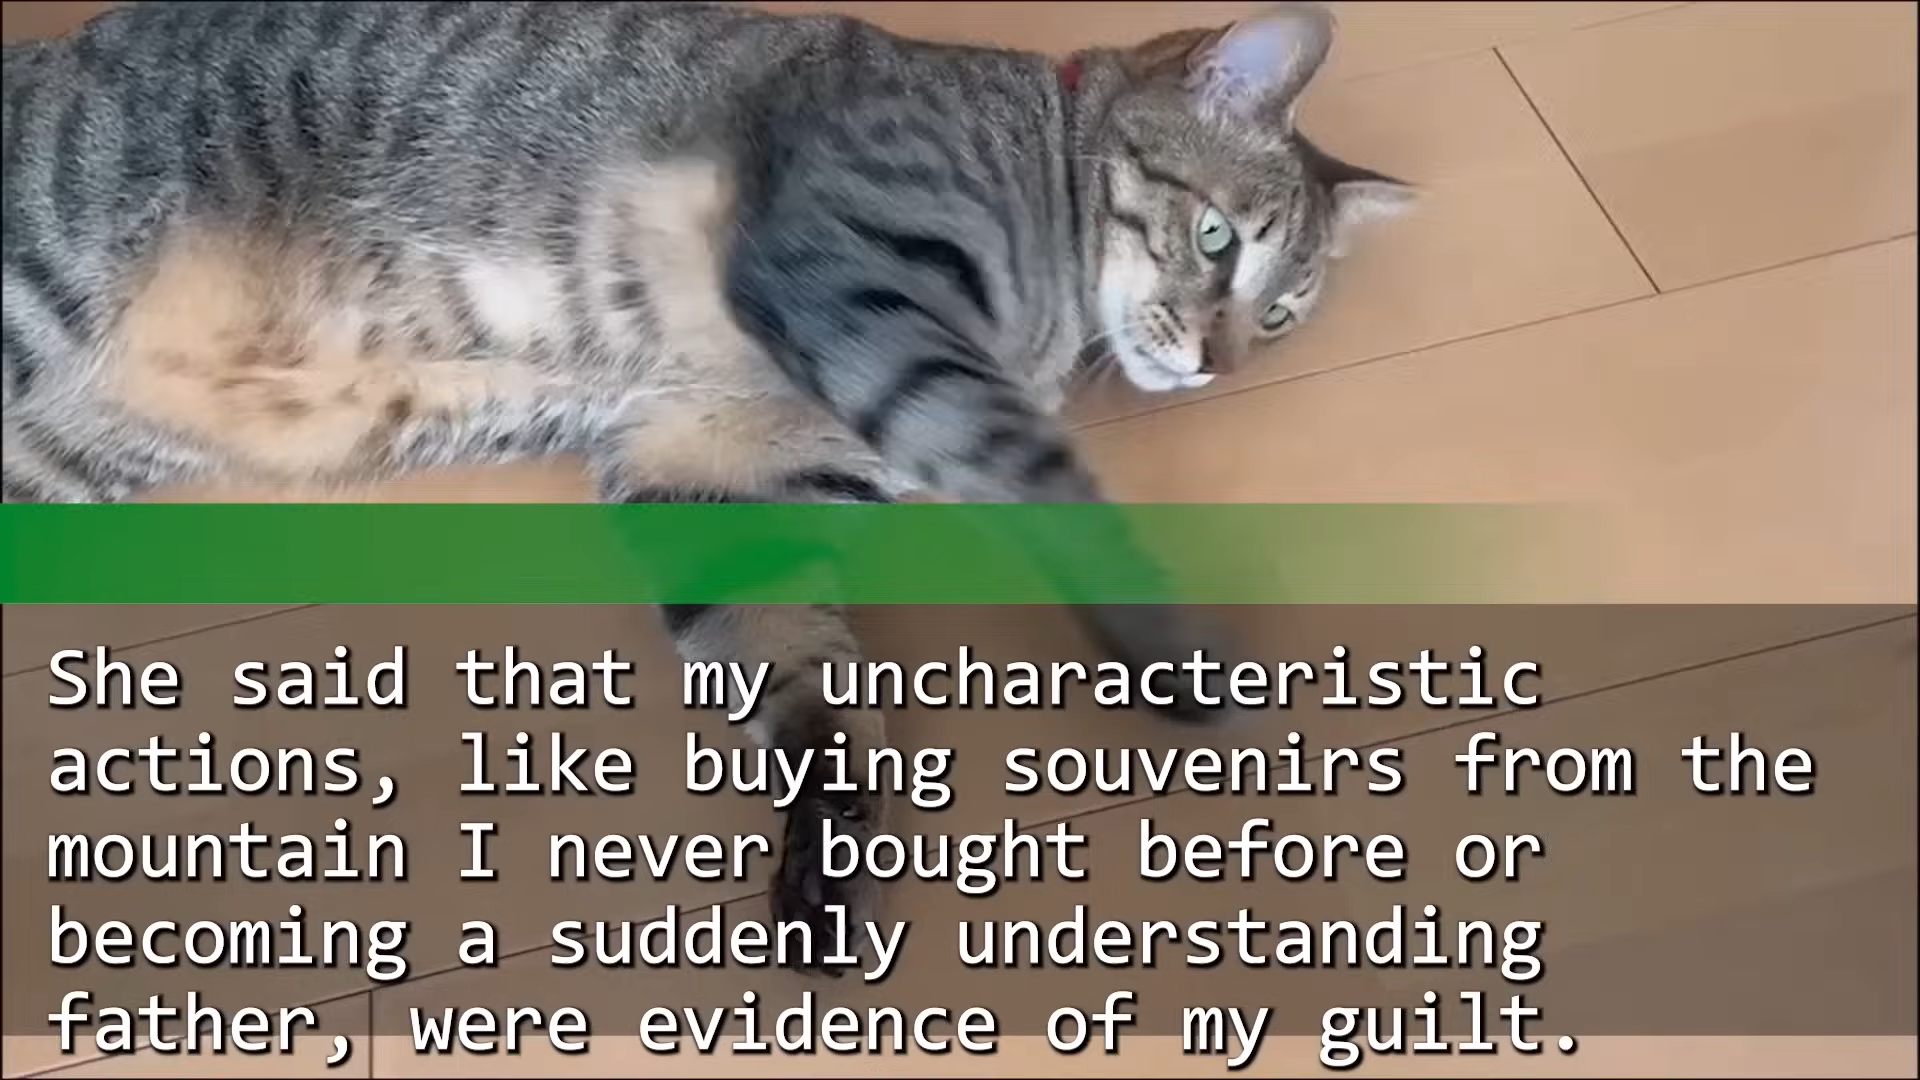 She said that my uncharacteristic
actions, like buying souvenirs from the
mountain I never bought before or
becoming a suddenly understanding
father, were evidence of my guilt.